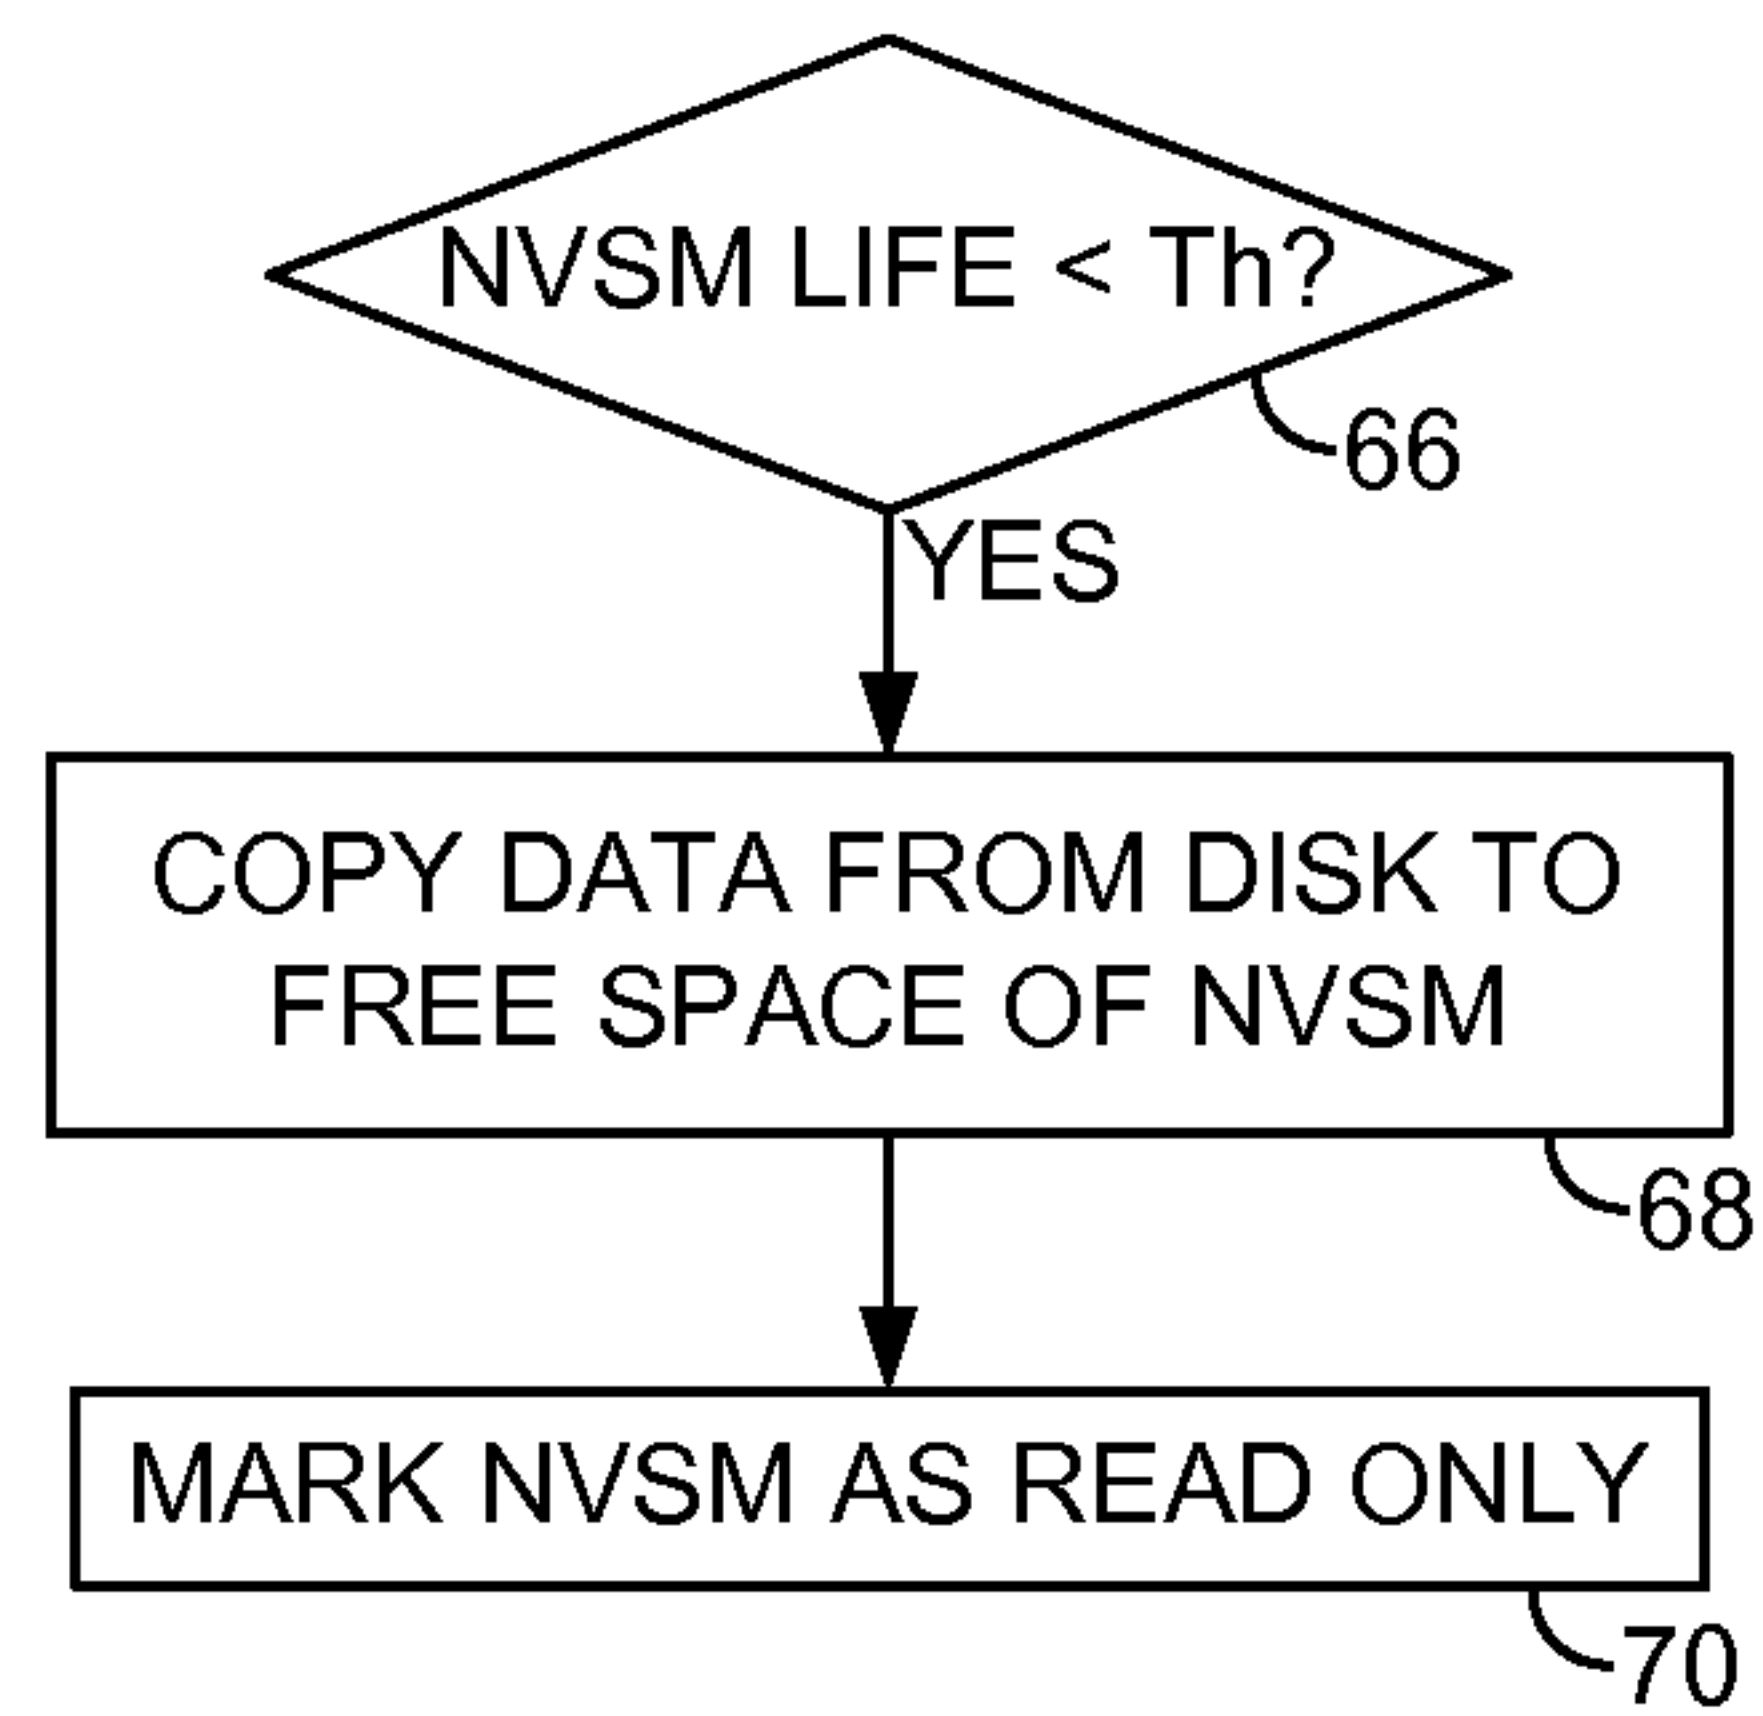 NVSM LIFE < Th?
66
YES
COPY DATA FROM DISK TO
FREE SPACE OF NVSM
68
MARK NVSM AS READ ONLY
70